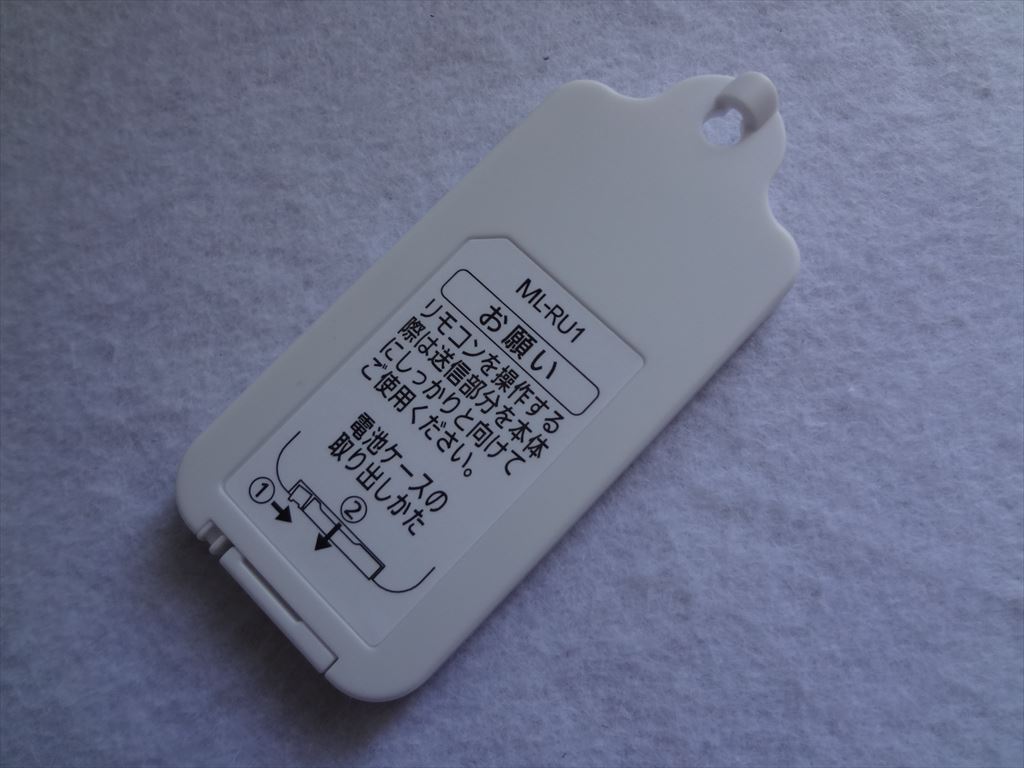 ML-RU1
お願い
リモコンを操作する
際は送信部分を本体
にしっかりと向けて
ご使用ください。
電池ケースの
取り出しかた
① ②